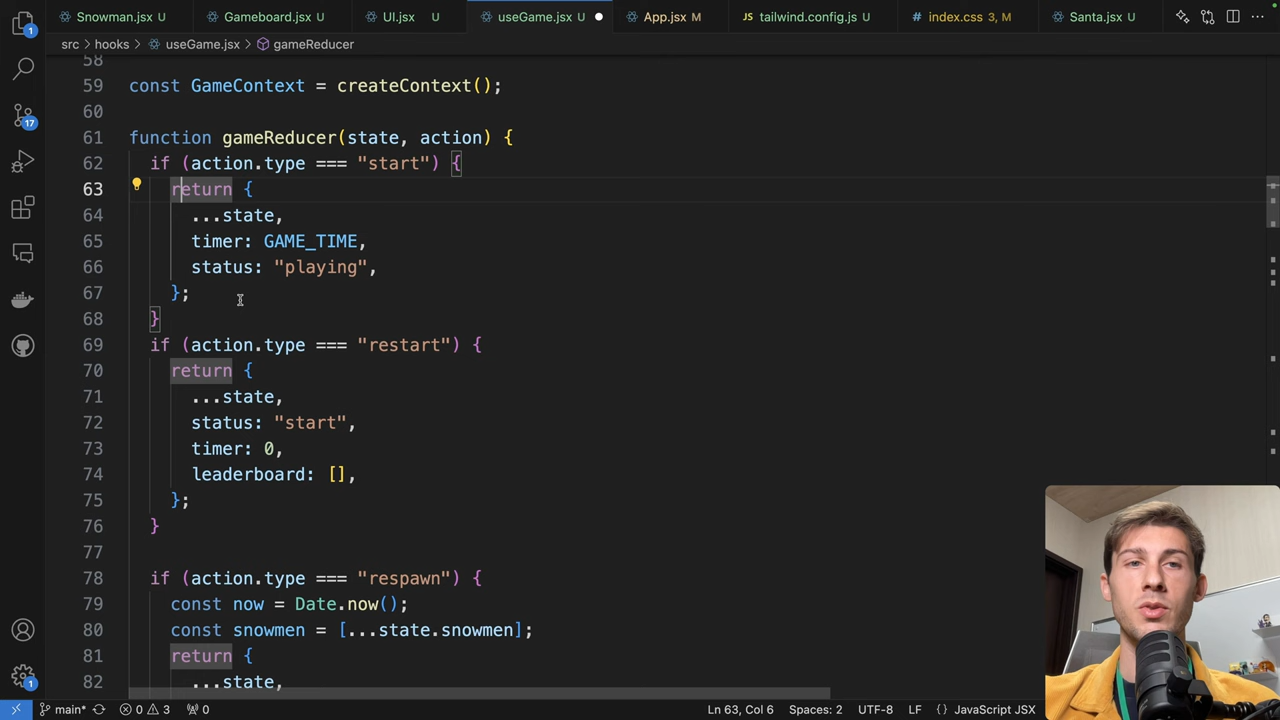 Snowman.jsx U
Gameboard.jsx U
UI.jsx U
useGame.jsx U
App.jsx M
tailwind.config.js U
index.css 3, M
Santa.jsx U
src > hooks > useGame.jsx > gameReducer
58
59 const GameContext = createContext();
60
61 function gameReducer(state, action) {
62 if (action.type === "start") {
63 return {
64 ...state,
65 timer: GAME_TIME,
66 status: "playing",
67 };
68 }
69 if (action.type === "restart") {
70 return {
71 ...state,
72 status: "start",
73 timer: 0,
74 leaderboard: [],
75 };
76 }
77
78 if (action.type === "respawn") {
79 const now = Date.now();
80 const snowmen = [...state.snowmen];
81 return {
82 ...state,
1
17
1
1
main* 0 3 0 Ln 63, Col 6 Spaces: 2 UTF-8 LF {} JavaScript JSX